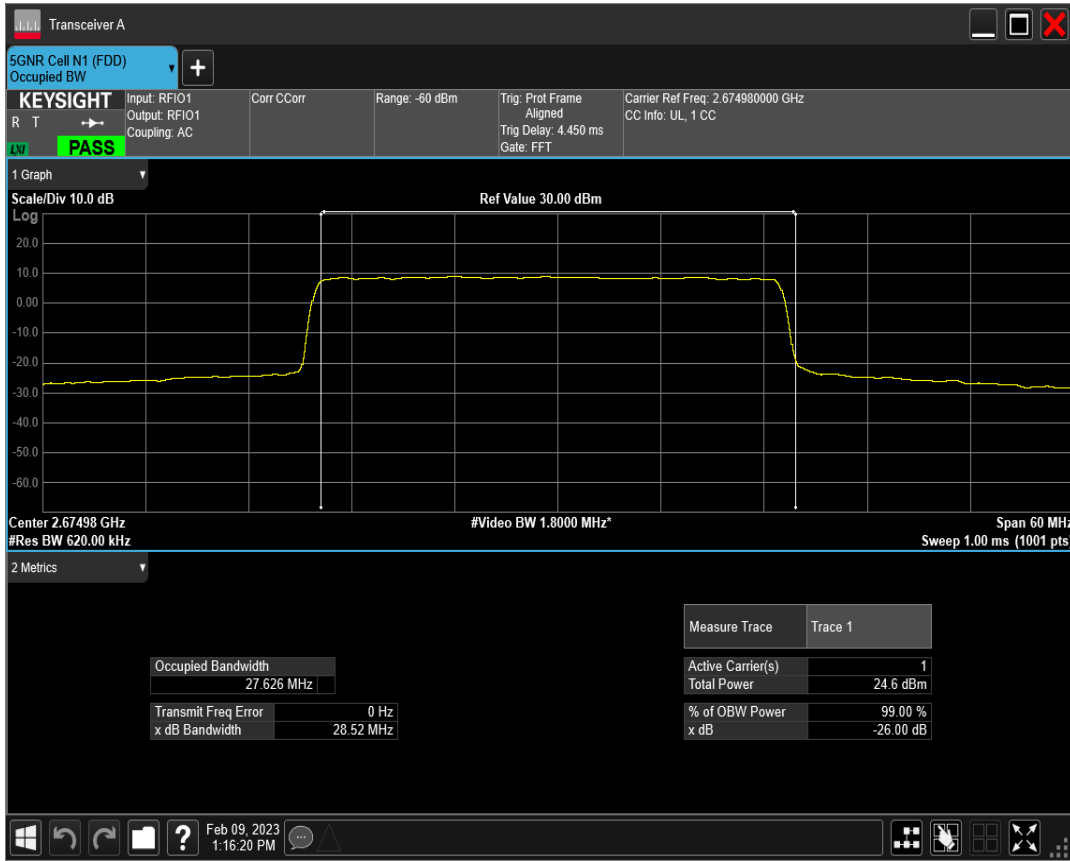 Transceiver A
5GNR Cell N1 (FDD)
Occupied BW
+
KEYSIGHT
R T
LXI
PASS
Input: RFIO1
Output: RFIO1
Coupling: AC
Corr CCorr
Range: -60 dBm
Trig: Prot Frame
Aligned
Trig Delay: 4.450 ms
Gate: FFT
Carrier Ref Freq: 2.674980000 GHz
CC Info: UL, 1 CC
1 Graph
Scale/Div 10.0 dB
Ref Value 30.00 dBm
Log
20.0
10.0
0.00
-10.0
-20.0
-30.0
-40.0
-50.0
-60.0
Center 2.67498 GHz
#Video BW 1.8000 MHz*
Span 60 MHz
#Res BW 620.00 kHz
Sweep 1.00 ms (1001 pts)
2 Metrics
Measure Trace Trace 1
Occupied Bandwidth
27.626 MHz
Transmit Freq Error 0 Hz
x dB Bandwidth 28.52 MHz
Active Carrier(s) 1
Total Power 24.6 dBm
% of OBW Power 99.00 %
x dB -26.00 dB
?
Feb 09, 2023
1:16:20 PM